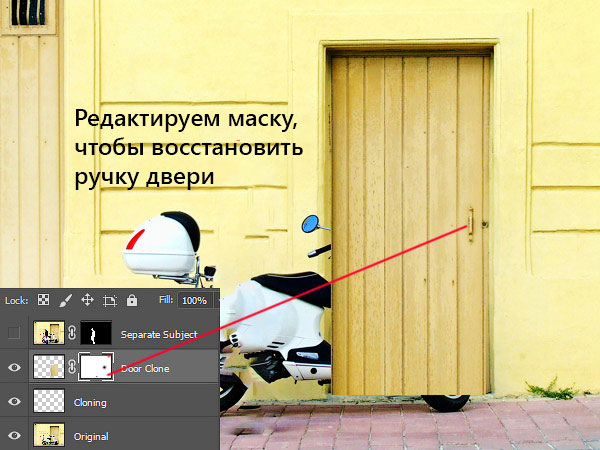 Редактируем маску,
чтобы восстановить
ручку двери
Lock: Fill: 100%
Separate Subject
Door Clone
Cloning
Original